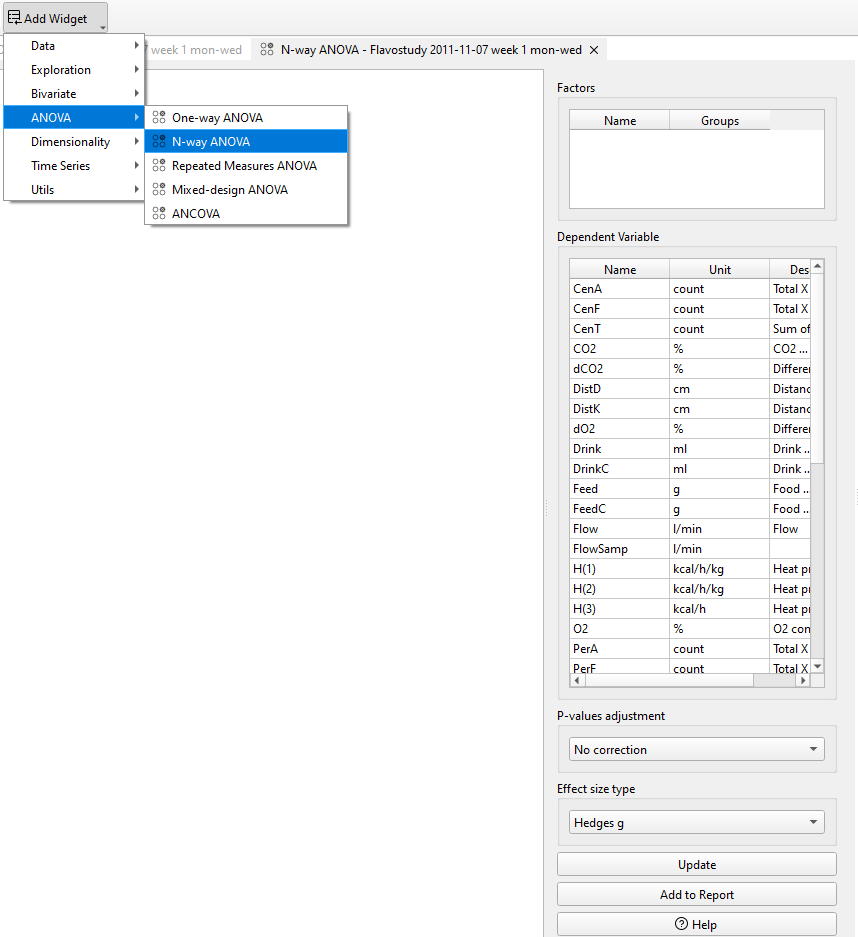 Add Widget
Data
Exploration
Bivariate
ANOVA
Dimensionality
Time Series
Utils
One-way ANOVA
N-way ANOVA
Repeated Measures ANOVA
Mixed-design ANOVA
ANCOVA
7 week 1 mon-wed
N-way ANOVA - Flavostudy 2011-11-07 week 1 mon-wed
Factors
Name Groups
Dependent Variable
Name Unit Des
CenA count Total X
CenF count Total X
CenT count Sum of
CO2 % CO2 ...
dCO2 % Differe
DistD cm Distanc
DistK cm Distanc
dO2 % Differe
Drink ml Drink ..
DrinkC ml Drink ..
Feed g Food ..
FeedC g Food ..
Flow l/min Flow
FlowSamp l/min
H(1) kcal/h/kg Heat p
H(2) kcal/h/kg Heat p
H(3) kcal/h Heat p
O2 % O2 con
PerA count Total X
PerF count Total X
P-values adjustment
No correction
Effect size type
Hedges g
Update
Add to Report
Help